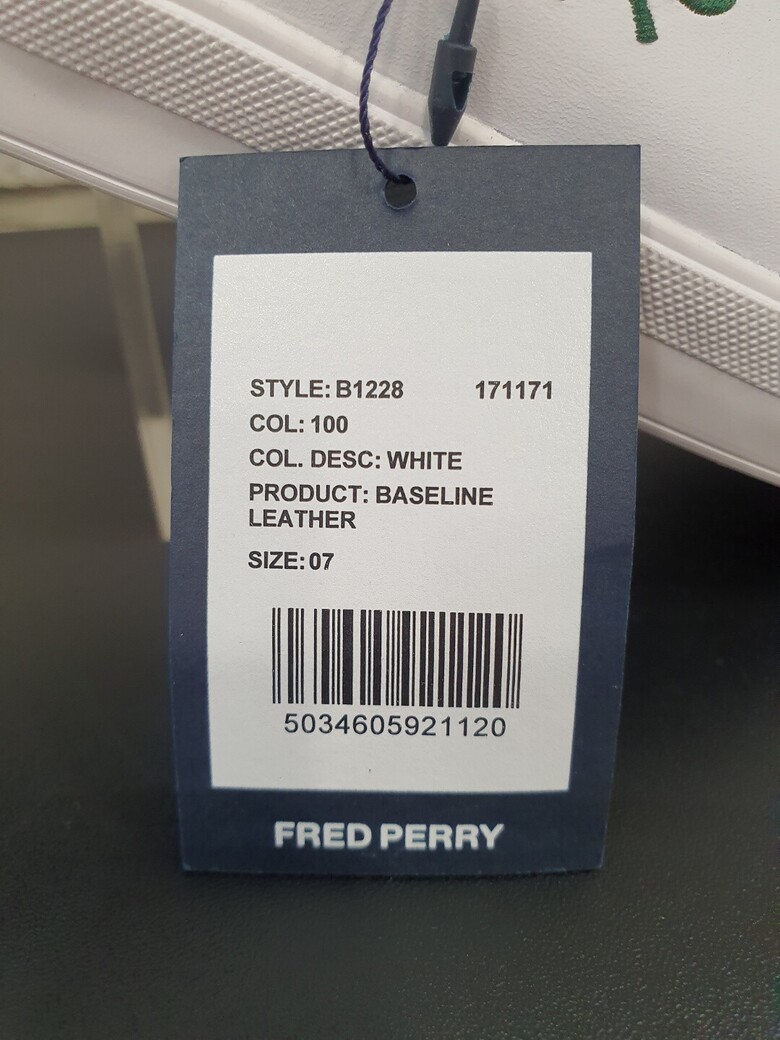 STYLE: B1228 171171
COL: 100
COL. DESC: WHITE
PRODUCT: BASELINE
LEATHER
SIZE: 07
5034605921120
FRED PERRY